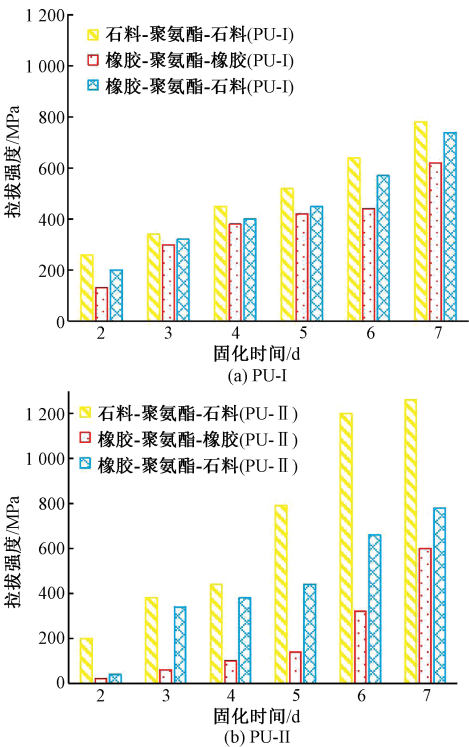 1 200
1 000
800
600
400
200
0
拉拔强度/MPa
石料-聚氨酯-石料(PU-I)
橡胶-聚氨酯-橡胶(PU-I)
橡胶-聚氨酯-石料(PU-I)
2 3 4 5 6 7
固化时间/d
(a) PU-I
1 200
1 000
800
600
400
200
0
拉拔强度/MPa
石料-聚氨酯-石料(PU-Ⅱ)
橡胶-聚氨酯-橡胶(PU-Ⅱ)
橡胶-聚氨酯-石料(PU-Ⅱ)
2 3 4 5 6 7
固化时间/d
(b) PU-II